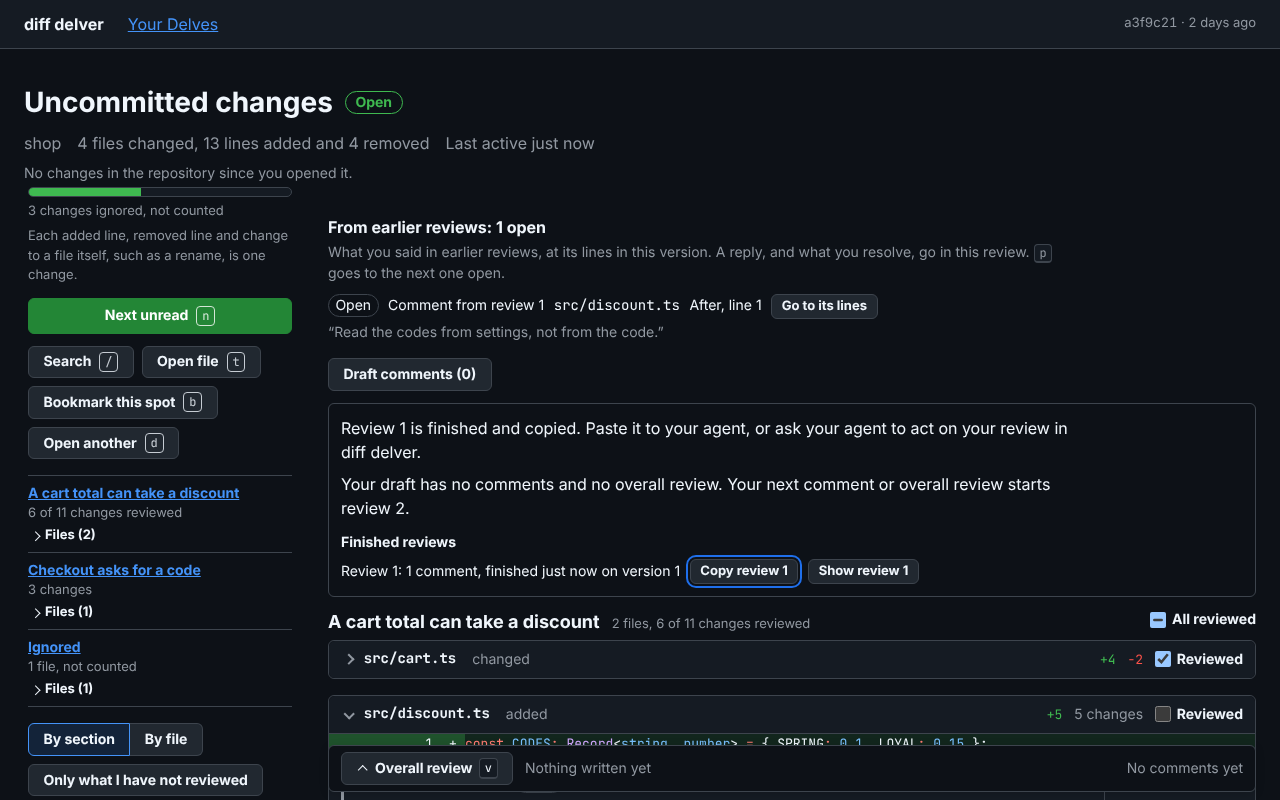 diff delver Your Delves a3f9c21 · 2 days ago
Uncommitted changes Open
shop 4 files changed, 13 lines added and 4 removed Last active just now
No changes in the repository since you opened it.
3 changes ignored, not counted
Each added line, removed line and change
to a file itself, such as a rename, is one
change.
Next unread n
Search / Open file t
Bookmark this spot b
Open another d
A cart total can take a discount
6 of 11 changes reviewed
Files (2)
Checkout asks for a code
3 changes
Files (1)
Ignored
1 file, not counted
Files (1)
By section By file
Only what I have not reviewed
From earlier reviews: 1 open
What you said in earlier reviews, at its lines in this version. A reply, and what you resolve, go in this review. p
goes to the next one open.
Open Comment from review 1 src/discount.ts After, line 1 Go to its lines
“Read the codes from settings, not from the code.”
Draft comments (0)
Review 1 is finished and copied. Paste it to your agent, or ask your agent to act on your review in
diff delver.
Your draft has no comments and no overall review. Your next comment or overall review starts
review 2.
Finished reviews
Review 1: 1 comment, finished just now on version 1 Copy review 1 Show review 1
A cart total can take a discount 2 files, 6 of 11 changes reviewed All reviewed
src/cart.ts changed +4 -2 Reviewed
src/discount.ts added +5 5 changes Reviewed
1 + const CODES: Record<string, number> = { SPRING: 0.1, LOYAL: 0.15 };
Overall review v Nothing written yet No comments yet